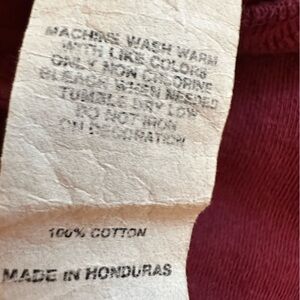 MACHINE WASH WARM
WITH LIKE COLORS
ONLY NON CHLORINE
BLEACH WHEN NEEDED
TUMBLE DRY LOW
DO NOT IRON
ON DECORATION
100% COTTON
MADE IN HONDURAS